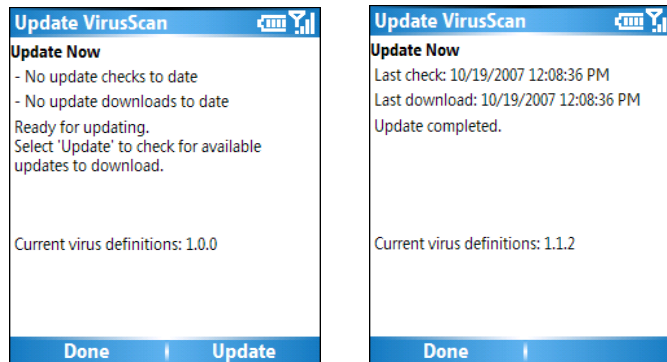 Update VirusScan
Update Now
- No update checks to date
- No update downloads to date
Ready for updating.
Select 'Update' to check for available
updates to download.
Current virus definitions: 1.0.0
Done
Update
Update VirusScan
Update Now
Last check: 10/19/2007 12:08:36 PM
Last download: 10/19/2007 12:08:36 PM
Update completed.
Current virus definitions: 1.1.2
Done